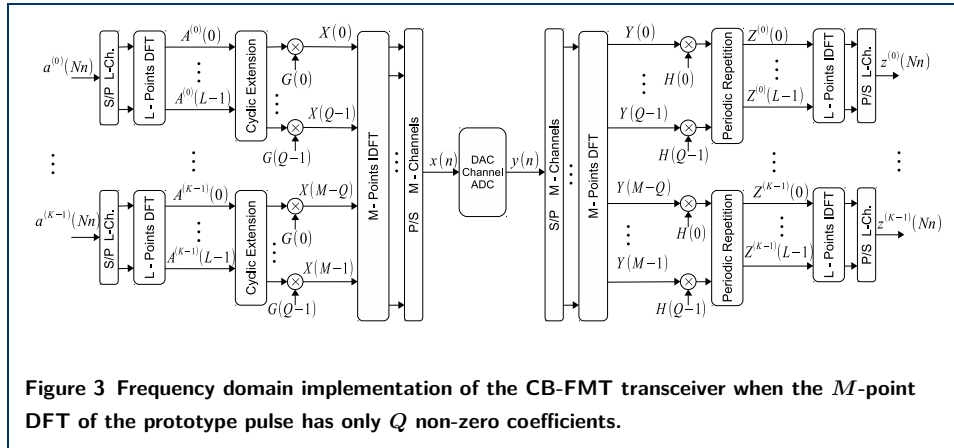 a^{(0)}(Nn)
S/P L-Ch.
L - Points DFT
A^{(0)}(0)
A^{(0)}(L−1)
Cyclic Extension
G(0)
G(Q−1)
X(0)
X(Q−1)
a^{(K−1)}(Nn)
S/P L-Ch.
L - Points DFT
A^{(K−1)}(0)
A^{(K−1)}(L−1)
Cyclic Extension
G(0)
G(Q−1)
X(M−Q)
X(M−1)
M - Points IDFT
P/S M - Channels
x(n)
DAC
Channel
ADC
y(n)
S/P M - Channels
M - Points DFT
Y(0)
Y(Q−1)
H(0)
H(Q−1)
Periodic Repetition
Z^{(0)}(0)
Z^{(0)}(L−1)
L - Points IDFT
P/S L-Ch.
z^{(0)}(Nn)
Y(M−Q)
Y(M−1)
H(0)
H(Q−1)
Periodic Repetition
Z^{(K−1)}(0)
Z^{(K−1)}(L−1)
L - Points IDFT
P/S L-Ch.
z^{(K−1)}(Nn)
Figure 3 Frequency domain implementation of the CB-FMT transceiver when the M-point
DFT of the prototype pulse has only Q non-zero coefficients.